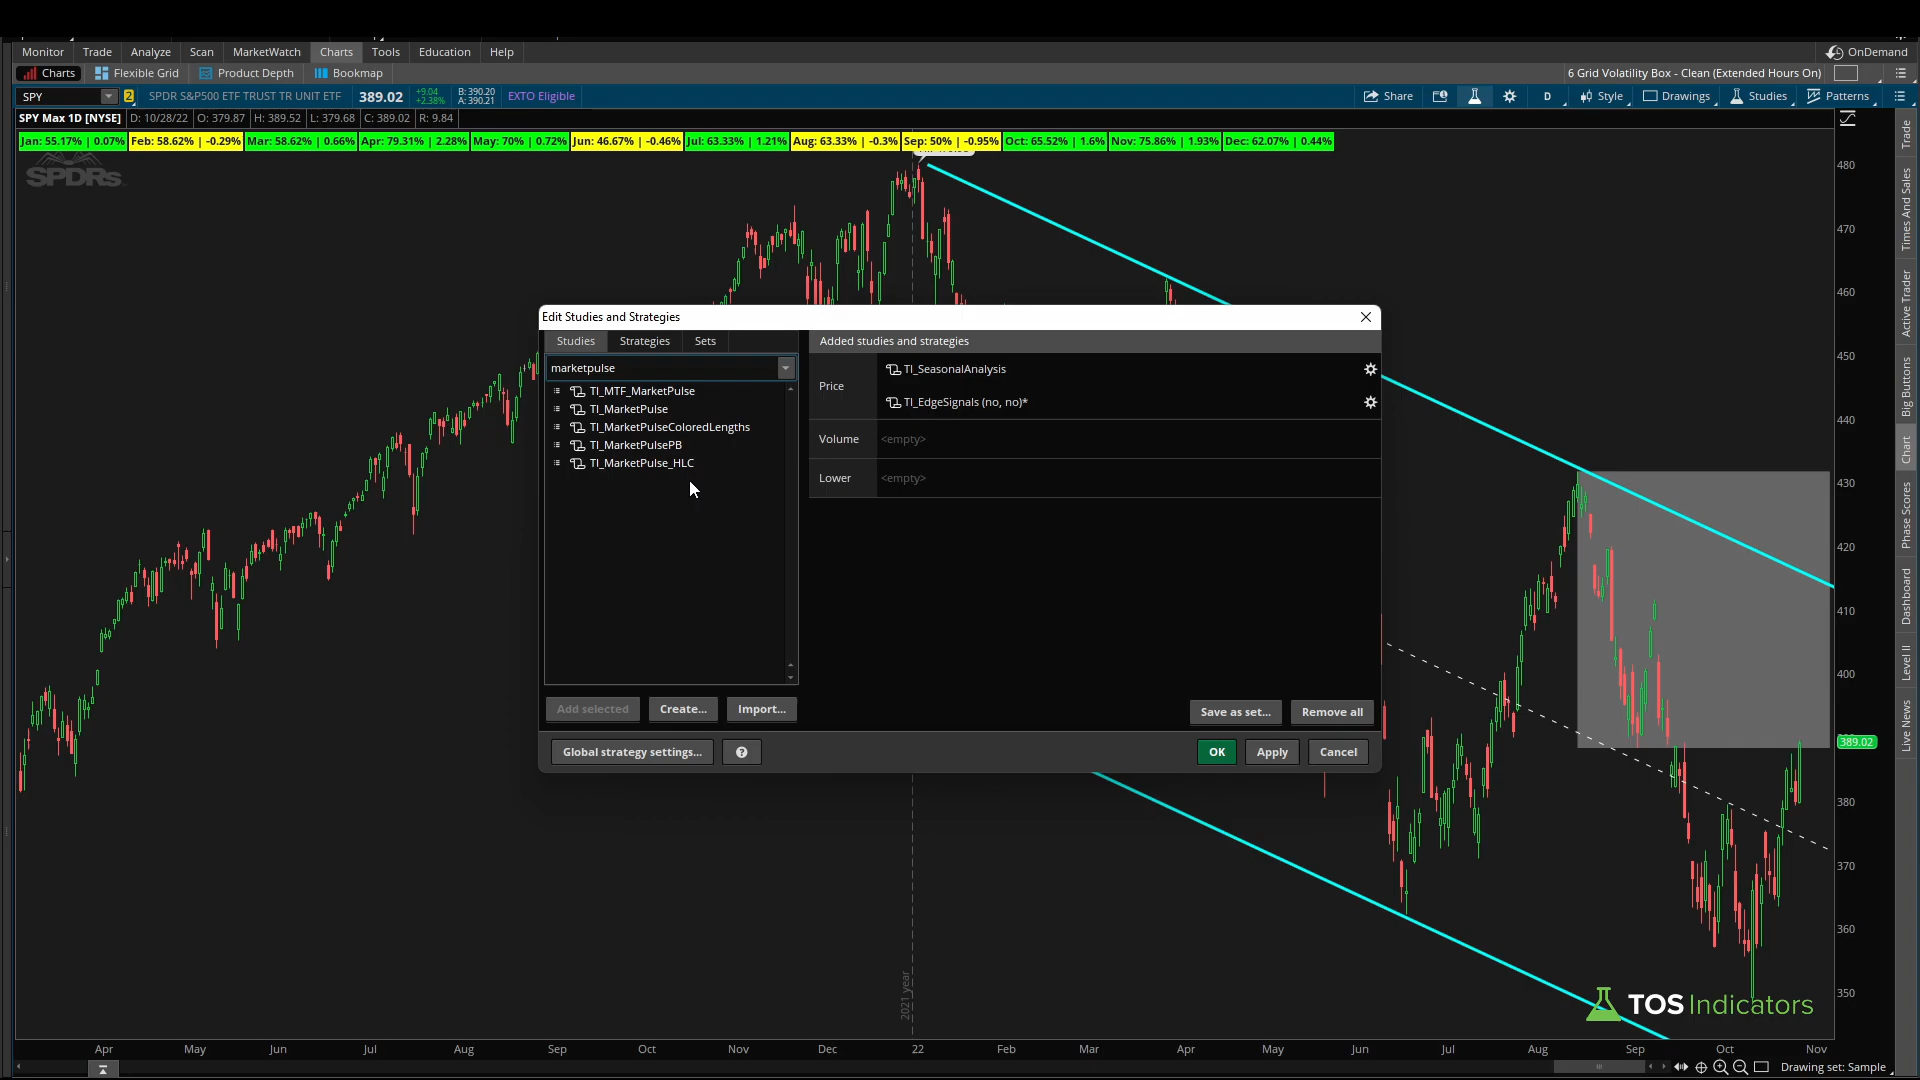 Monitor Trade Analyze Scan MarketWatch Charts Tools Education Help OnDemand
Charts Flexible Grid Product Depth Bookmap 6 Grid Volatility Box - Clean (Extended Hours On)
SPY 2 SPDR S&P500 ETF TRUST TR UNIT ETF 389.02 +9.04 +2.38% B: 390.20 A: 390.21 EXTO Eligible Share D Style Drawings Studies Patterns
SPY Max 1D [NYSE] D: 10/28/22 O: 379.87 H: 389.52 L: 379.68 C: 389.02 R: 9.84
Jan: 55.17% | 0.07% Feb: 58.62% | -0.29% Mar: 58.62% | 0.66% Apr: 79.31% | 2.28% May: 70% | 0.72% Jun: 46.67% | -0.46% Jul: 63.33% | 1.21% Aug: 63.33% | -0.3% Sep: 50% | -0.95% Oct: 65.52% | 1.6% Nov: 75.86% | 1.93% Dec: 62.07% | 0.44%
SPDRs
480
470
460
450
440
430
420
410
400
389.02
380
370
360
350
Edit Studies and Strategies
Studies Strategies Sets
marketpulse
TI_MTF_MarketPulse
TI_MarketPulse
TI_MarketPulseColoredLengths
TI_MarketPulsePB
TI_MarketPulse_HLC
Add selected Create... Import...
Added studies and strategies
Price
TI_SeasonalAnalysis
TI_EdgeSignals (no, no)*
Volume <empty>
Lower <empty>
Save as set... Remove all
Global strategy settings... ? OK Apply Cancel
2021 year
TOS Indicators
Apr May Jun Jul Aug Sep Oct Nov Dec 22 Feb Mar Apr May Jun Jul Aug Sep Oct Nov
Drawing set: Sample
Trade
Times And Sales
Active Trader
Big Buttons
Chart
Phase Scores
Dashboard
Level II
Live News